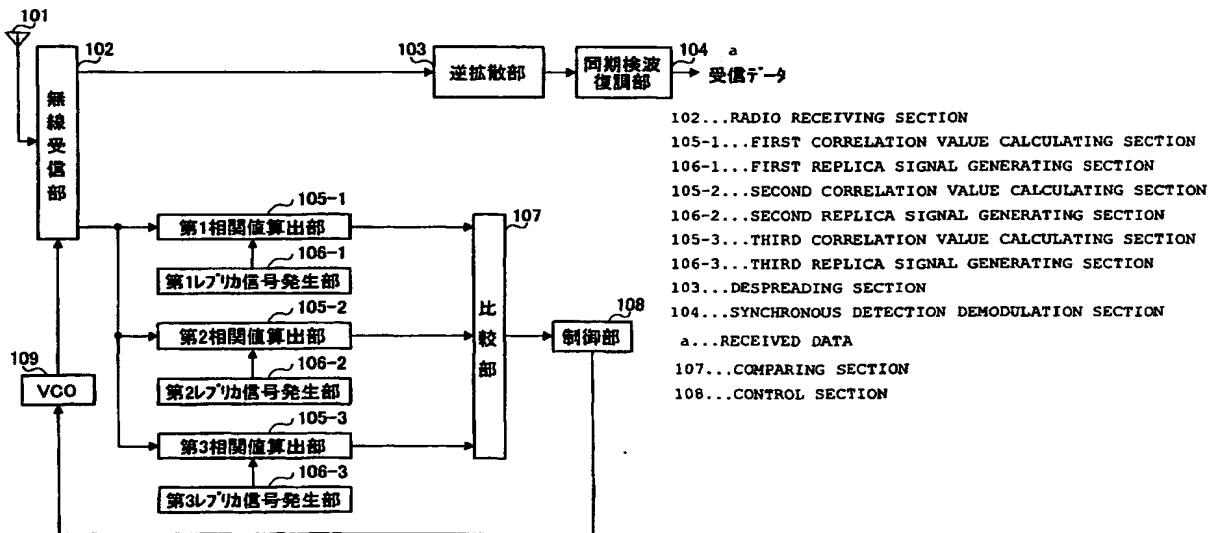 101
102
無線受信部
103
逆拡散部
104
同期検波
復調部
a
受信データ
102...RADIO RECEIVING SECTION
105-1...FIRST CORRELATION VALUE CALCULATING SECTION
106-1...FIRST REPLICA SIGNAL GENERATING SECTION
105-2...SECOND CORRELATION VALUE CALCULATING SECTION
106-2...SECOND REPLICA SIGNAL GENERATING SECTION
105-3...THIRD CORRELATION VALUE CALCULATING SECTION
106-3...THIRD REPLICA SIGNAL GENERATING SECTION
103...DESPREADING SECTION
104...SYNCHRONOUS DETECTION DEMODULATION SECTION
a...RECEIVED DATA
107...COMPARING SECTION
108...CONTROL SECTION
105-1
第1相関値算出部
106-1
第1レプリカ信号発生部
105-2
第2相関値算出部
106-2
第2レプリカ信号発生部
105-3
第3相関値算出部
106-3
第3レプリカ信号発生部
107
比較部
108
制御部
109
VCO